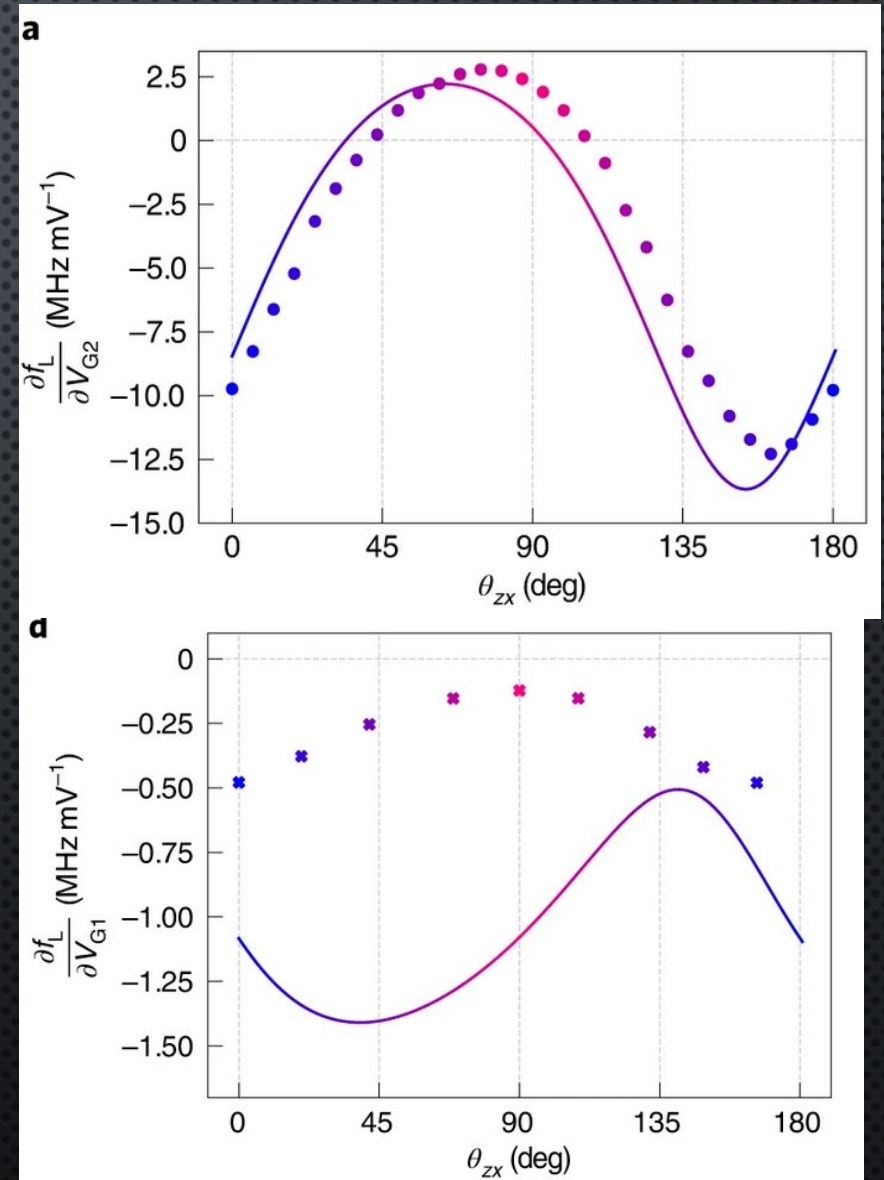 a
2.5
0
−2.5
−5.0
−7.5
−10.0
−12.5
−15.0
∂f_L/∂V_G2 (MHz mV⁻¹)
0 45 90 135 180
θ_zx (deg)
d
0
−0.25
−0.50
−0.75
−1.00
−1.25
−1.50
∂f_L/∂V_G1 (MHz mV⁻¹)
0 45 90 135 180
θ_zx (deg)